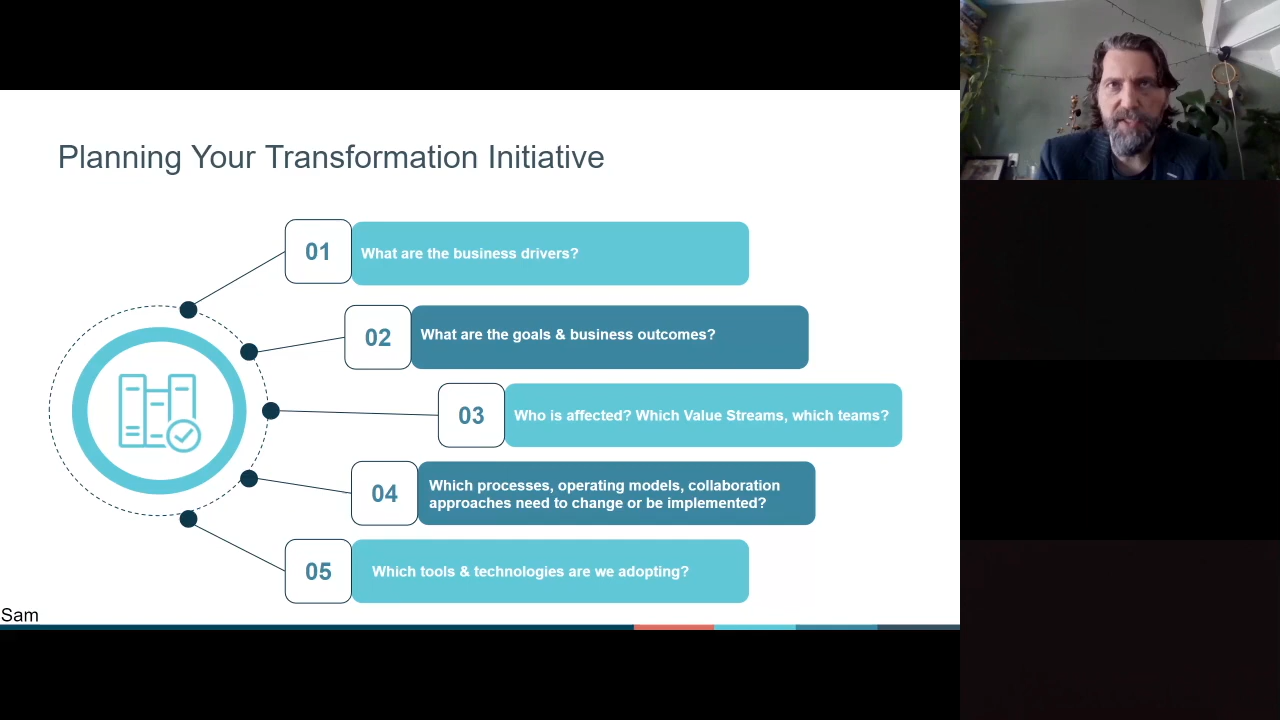 Planning Your Transformation Initiative
01
What are the business drivers?
02
What are the goals & business outcomes?
03
Who is affected? Which Value Streams, which teams?
04
Which processes, operating models, collaboration
approaches need to change or be implemented?
05
Which tools & technologies are we adopting?
Sam